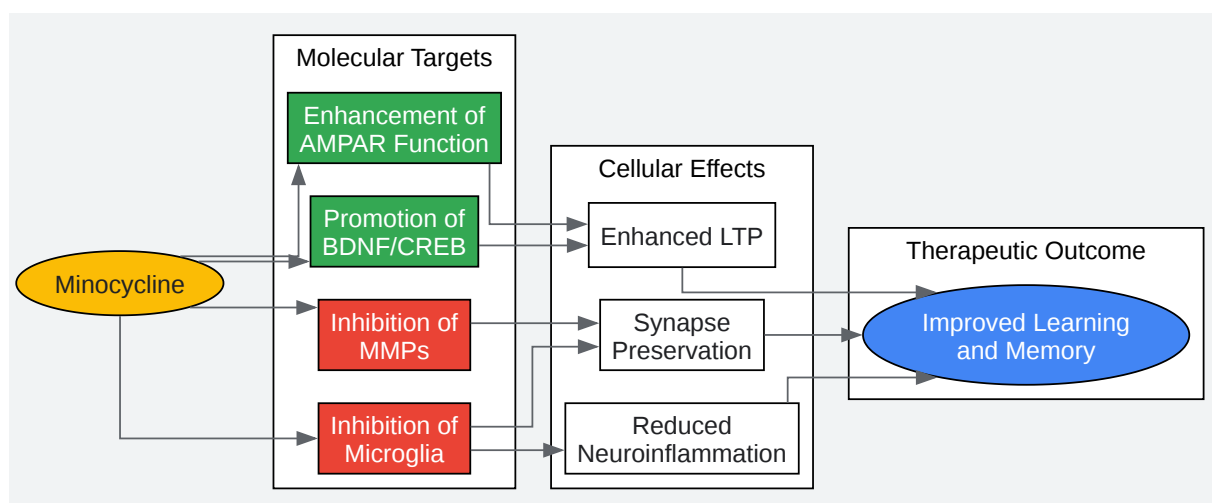 Minocycline
Molecular Targets
Enhancement of
AMPAR Function
Promotion of
BDNF/CREB
Inhibition of
MMPs
Inhibition of
Microglia
Cellular Effects
Enhanced LTP
Synapse
Preservation
Reduced
Neuroinflammation
Therapeutic Outcome
Improved Learning
and Memory